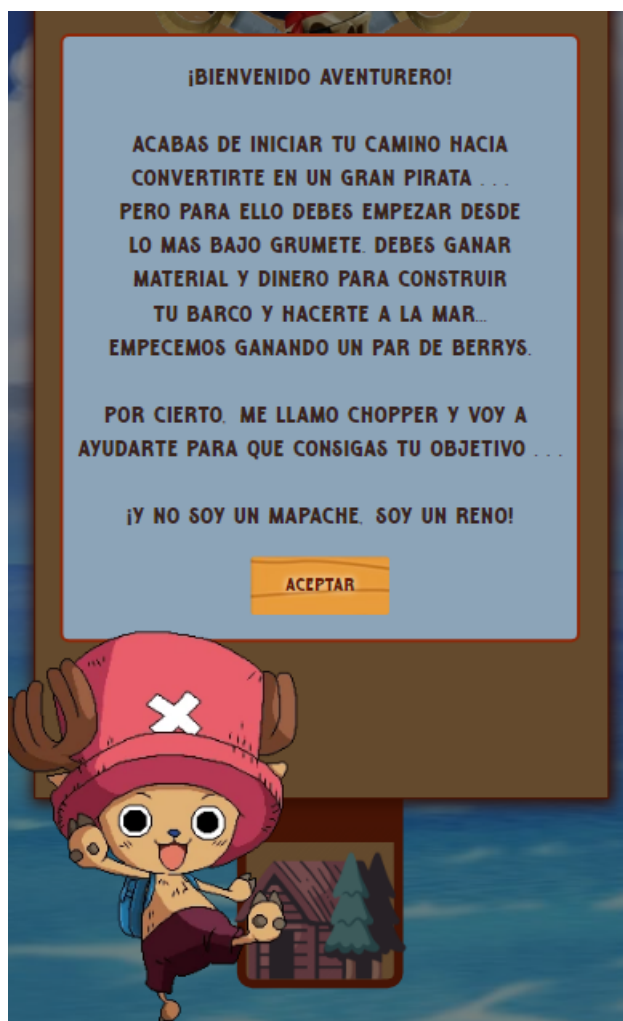 ¡BIENVENIDO AVENTURERO!
ACABAS DE INICIAR TU CAMINO HACIA
CONVERTIRTE EN UN GRAN PIRATA . . .
PERO PARA ELLO DEBES EMPEZAR DESDE
LO MAS BAJO GRUMETE. DEBES GANAR
MATERIAL Y DINERO PARA CONSTRUIR
TU BARCO Y HACERTE A LA MAR...
EMPECEMOS GANANDO UN PAR DE BERRYS.
POR CIERTO, ME LLAMO CHOPPER Y VOY A
AYUDARTE PARA QUE CONSIGAS TU OBJETIVO . . .
¡Y NO SOY UN MAPACHE, SOY UN RENO!
ACEPTAR